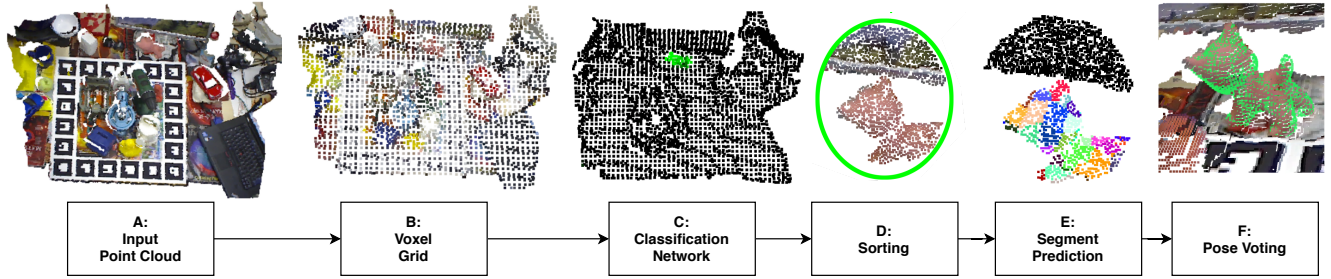 A:
Input
Point Cloud
B:
Voxel
Grid
C:
Classification
Network
D:
Sorting
E:
Segment
Prediction
F:
Pose Voting